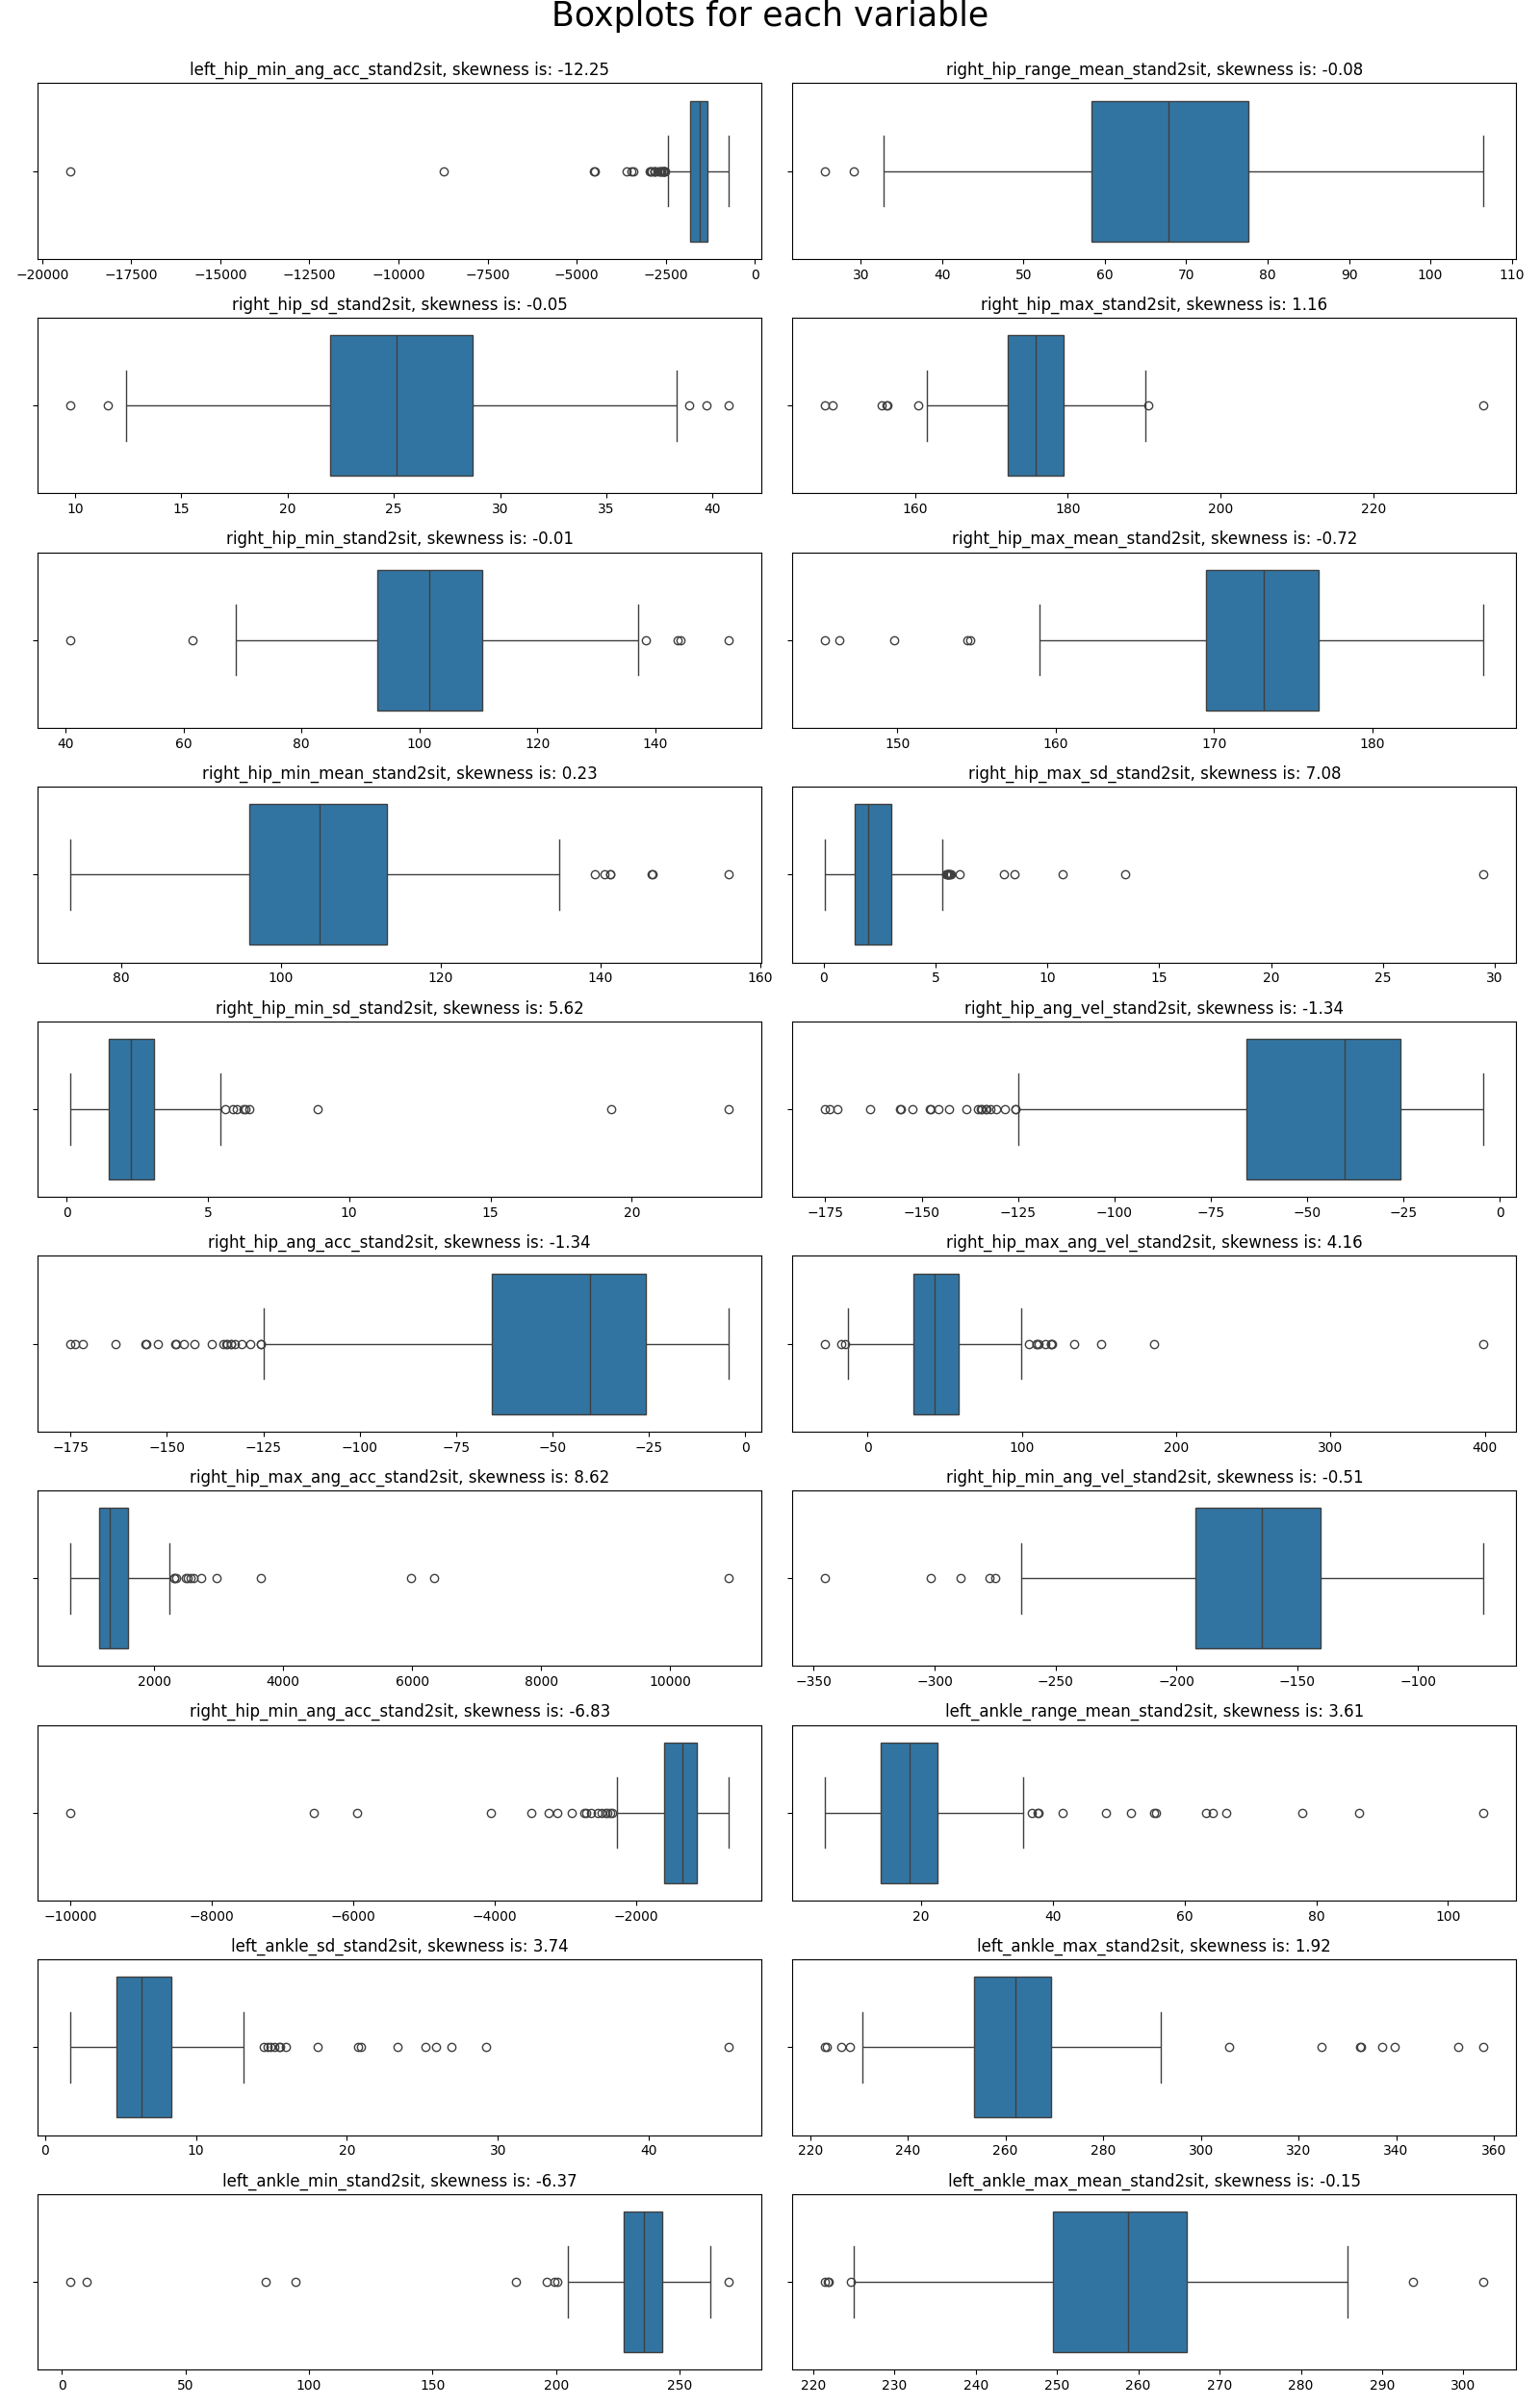 Boxplots for each variable
left_hip_min_ang_acc_stand2sit, skewness is: -12.25
right_hip_range_mean_stand2sit, skewness is: -0.08
−20000 −17500 −15000 −12500 −10000 −7500 −5000 −2500 0
30 40 50 60 70 80 90 100 110
right_hip_sd_stand2sit, skewness is: -0.05
right_hip_max_stand2sit, skewness is: 1.16
10 15 20 25 30 35 40
160 180 200 220
right_hip_min_stand2sit, skewness is: -0.01
right_hip_max_mean_stand2sit, skewness is: -0.72
40 60 80 100 120 140
150 160 170 180
right_hip_min_mean_stand2sit, skewness is: 0.23
right_hip_max_sd_stand2sit, skewness is: 7.08
80 100 120 140 160
0 5 10 15 20 25 30
right_hip_min_sd_stand2sit, skewness is: 5.62
right_hip_ang_vel_stand2sit, skewness is: -1.34
0 5 10 15 20
−175 −150 −125 −100 −75 −50 −25 0
right_hip_ang_acc_stand2sit, skewness is: -1.34
right_hip_max_ang_vel_stand2sit, skewness is: 4.16
−175 −150 −125 −100 −75 −50 −25 0
0 100 200 300 400
right_hip_max_ang_acc_stand2sit, skewness is: 8.62
right_hip_min_ang_vel_stand2sit, skewness is: -0.51
2000 4000 6000 8000 10000
−350 −300 −250 −200 −150 −100
right_hip_min_ang_acc_stand2sit, skewness is: -6.83
left_ankle_range_mean_stand2sit, skewness is: 3.61
−10000 −8000 −6000 −4000 −2000
20 40 60 80 100
left_ankle_sd_stand2sit, skewness is: 3.74
left_ankle_max_stand2sit, skewness is: 1.92
0 10 20 30 40
220 240 260 280 300 320 340 360
left_ankle_min_stand2sit, skewness is: -6.37
left_ankle_max_mean_stand2sit, skewness is: -0.15
0 50 100 150 200 250
220 230 240 250 260 270 280 290 300